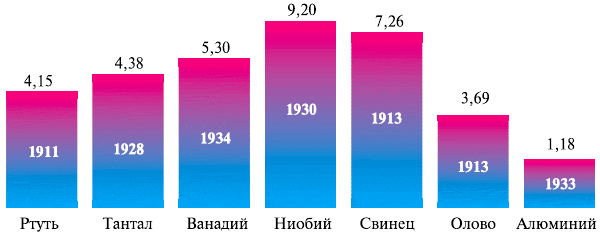 4,15 4,38 5,30 9,20 7,26 3,69 1,18
1911 1928 1934 1930 1913 1913 1933
Ртуть Тантал Ванадий Ниобий Свинец Олово Алюминий